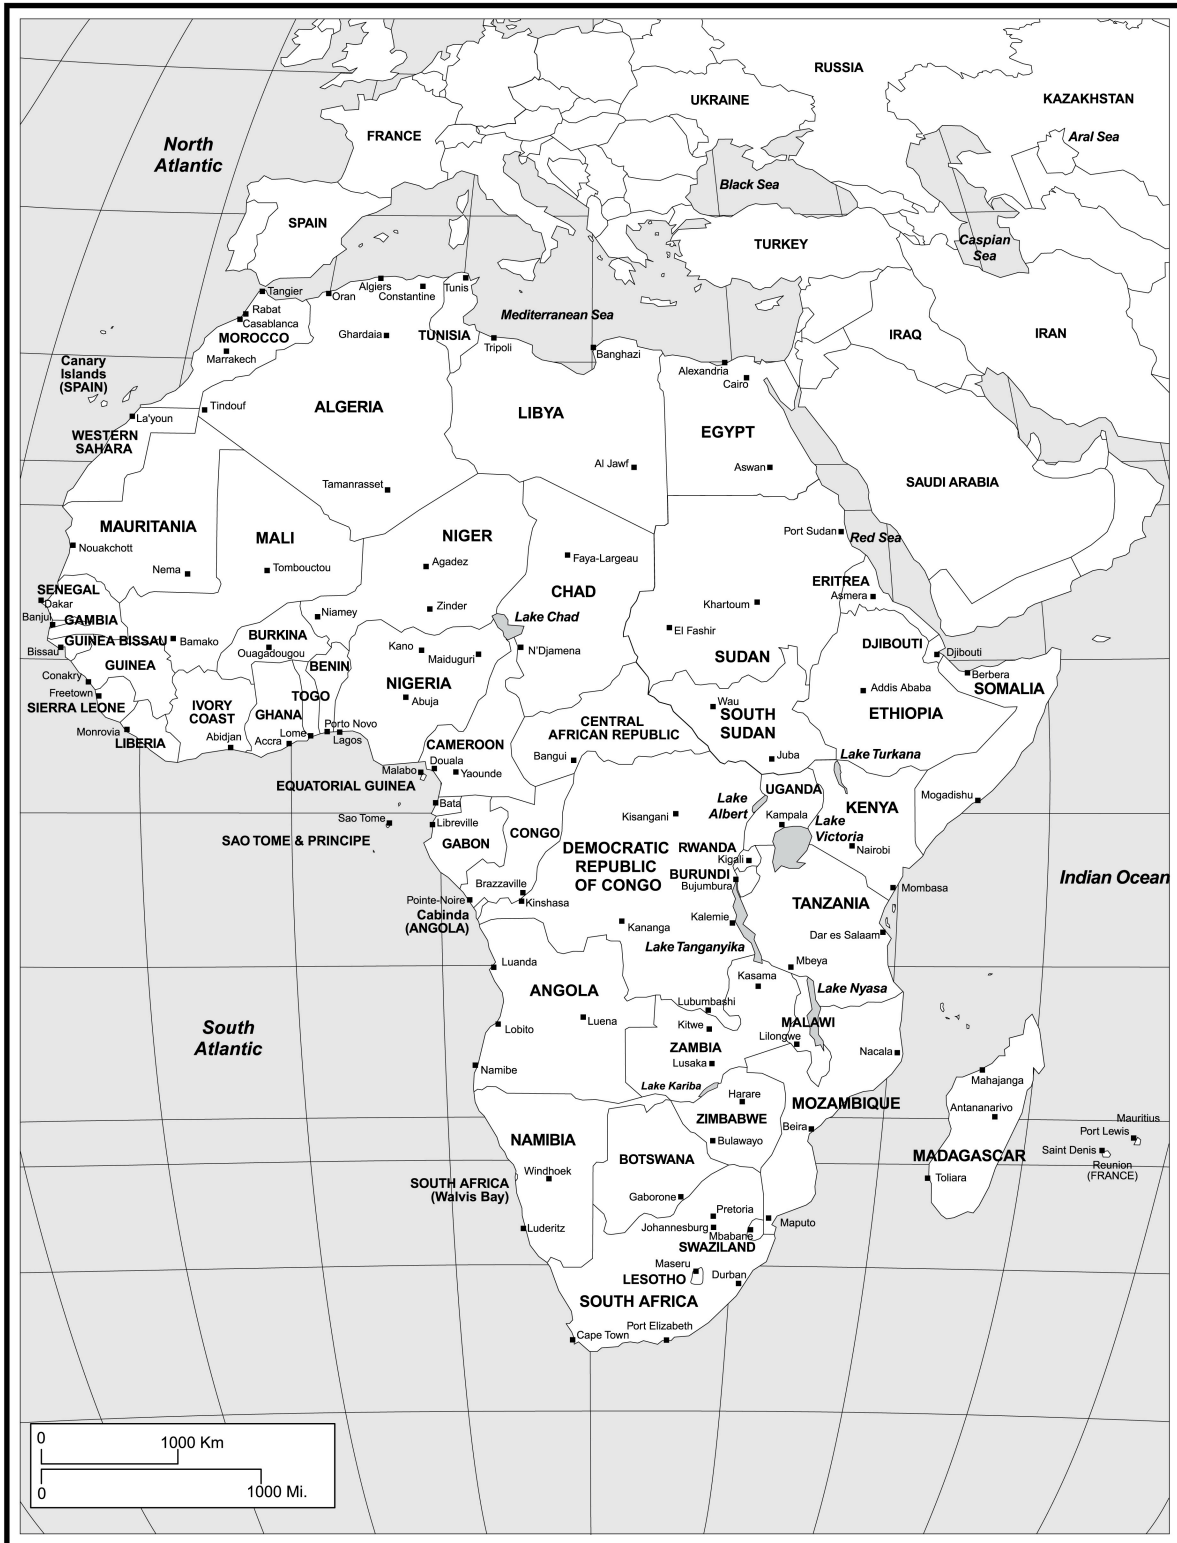 RUSSIA
UKRAINE
KAZAKHSTAN
Aral Sea
FRANCE
North
Atlantic
Black Sea
SPAIN
TURKEY
Caspian
Sea
Tangier
Oran
Algiers
Constantine
Tunis
Rabat
Casablanca
MOROCCO
Marrakech
Ghardaia
TUNISIA
Mediterranean Sea
Tripoli
Banghazi
IRAQ
IRAN
Canary
Islands
(SPAIN)
Alexandria
Cairo
La'youn
Tindouf
ALGERIA
LIBYA
EGYPT
WESTERN
SAHARA
Al Jawf
Aswan
SAUDI ARABIA
Tamanrasset
MAURITANIA
MALI
NIGER
Port Sudan
Red Sea
Nouakchott
Nema
Tombouctou
Agadez
Faya-Largeau
CHAD
ERITREA
Asmera
SENEGAL
Dakar
Banjul
GAMBIA
Niamey
Zinder
Lake Chad
Khartoum
GUINEA BISSAU
Bamako
BURKINA
Ouagadougou
El Fashir
DJIBOUTI
Djibouti
Bissau
GUINEA
BENIN
Kano
Maiduguri
N'Djamena
SUDAN
Berbera
SOMALIA
Conakry
Freetown
SIERRA LEONE
IVORY
COAST
TOGO
GHANA
NIGERIA
Abuja
Wau
SOUTH
SUDAN
Addis Ababa
ETHIOPIA
Monrovia
LIBERIA
Abidjan
Accra
Lome
Porto Novo
Lagos
CENTRAL
AFRICAN REPUBLIC
CAMEROON
Douala
Yaounde
Bangui
Juba
Lake Turkana
Malabo
EQUATORIAL GUINEA
Bata
UGANDA
Lake
Albert
KENYA
Mogadishu
Sao Tome
SAO TOME & PRINCIPE
Libreville
GABON
CONGO
Kisangani
Kampala
Lake
Victoria
Nairobi
DEMOCRATIC
REPUBLIC
OF CONGO
RWANDA
Kigali
BURUNDI
Bujumbura
Indian Ocean
Brazzaville
Pointe-Noire
Kinshasa
Cabinda
(ANGOLA)
Kananga
Kalemie
TANZANIA
Mombasa
Dar es Salaam
Lake Tanganyika
Luanda
Mbeya
Kasama
Lake Nyasa
ANGOLA
Luena
Lobito
Lubumbashi
Kitwe
MALAWI
Lilongwe
ZAMBIA
Lusaka
Nacala
South
Atlantic
Namibe
Lake Kariba
Harare
Mahajanga
ZIMBABWE
MOZAMBIQUE
Beira
Antananarivo
Mauritius
Port Lewis
NAMIBIA
Bulawayo
BOTSWANA
MADAGASCAR
Saint Denis
Reunion
(FRANCE)
Windhoek
SOUTH AFRICA
(Walvis Bay)
Toliara
Gaborone
Pretoria
Johannesburg
Mbabane
Maputo
Luderitz
SWAZILAND
Maseru
LESOTHO
Durban
SOUTH AFRICA
Port Elizabeth
Cape Town
0
1000 Km
0
1000 Mi.